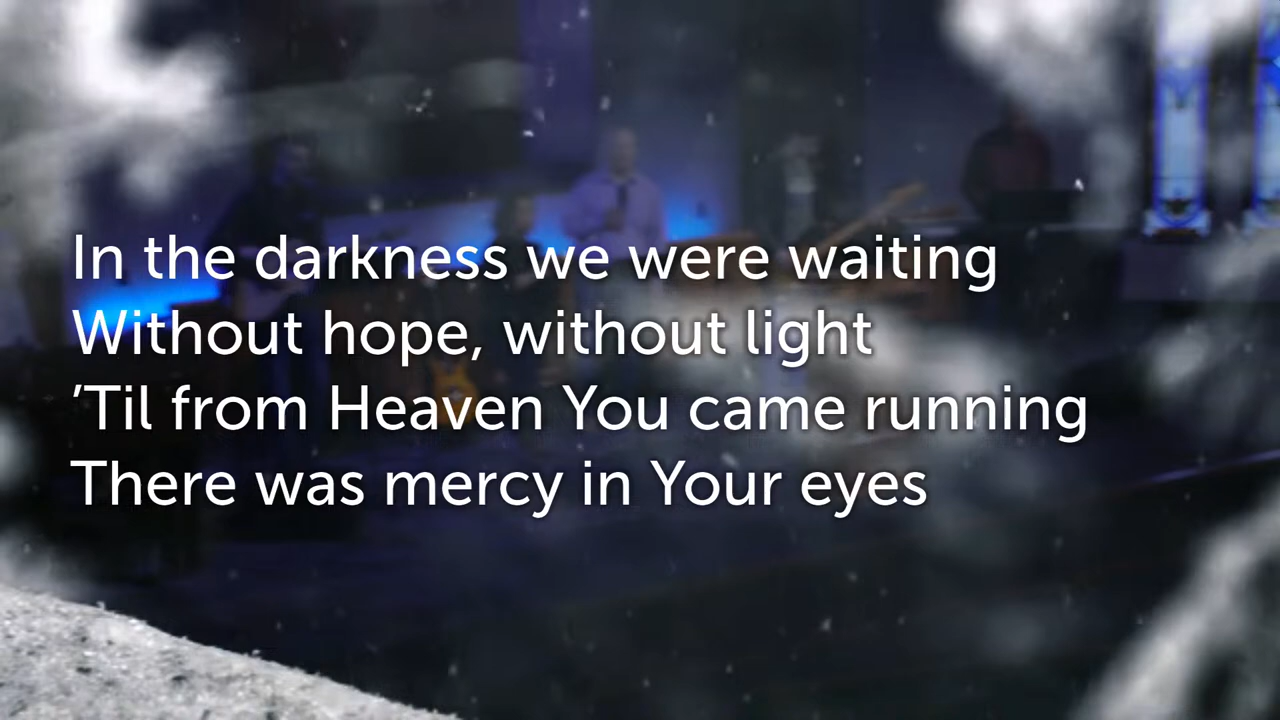 In the darkness we were waiting
Without hope, without light
’Til from Heaven You came running
There was mercy in Your eyes